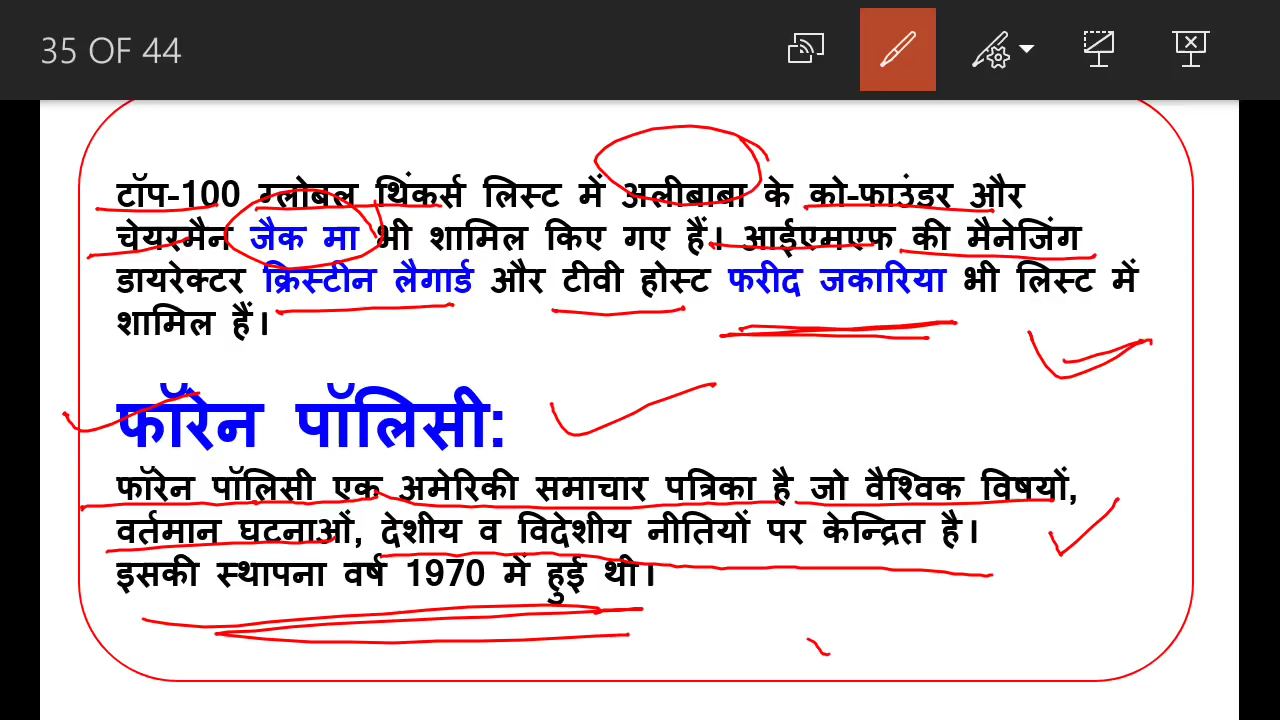 35 OF 44
टॉप-100 ग्लोबल थिंकर्स लिस्ट में अलीबाबा के को-फाउंडर और
चेयरमैन जैक मा भी शामिल किए गए हैं। आईएमएफ की मैनेजिंग
डायरेक्टर क्रिस्टीन लैगार्ड और टीवी होस्ट फरीद जकारिया भी लिस्ट में
शामिल हैं।
फॉरेन पॉलिसी:
फॉरेन पॉलिसी एक अमेरिकी समाचार पत्रिका है जो वैश्विक विषयों,
वर्तमान घटनाओं, देशीय व विदेशीय नीतियों पर केन्द्रित है।
इसकी स्थापना वर्ष 1970 में हुई थी।